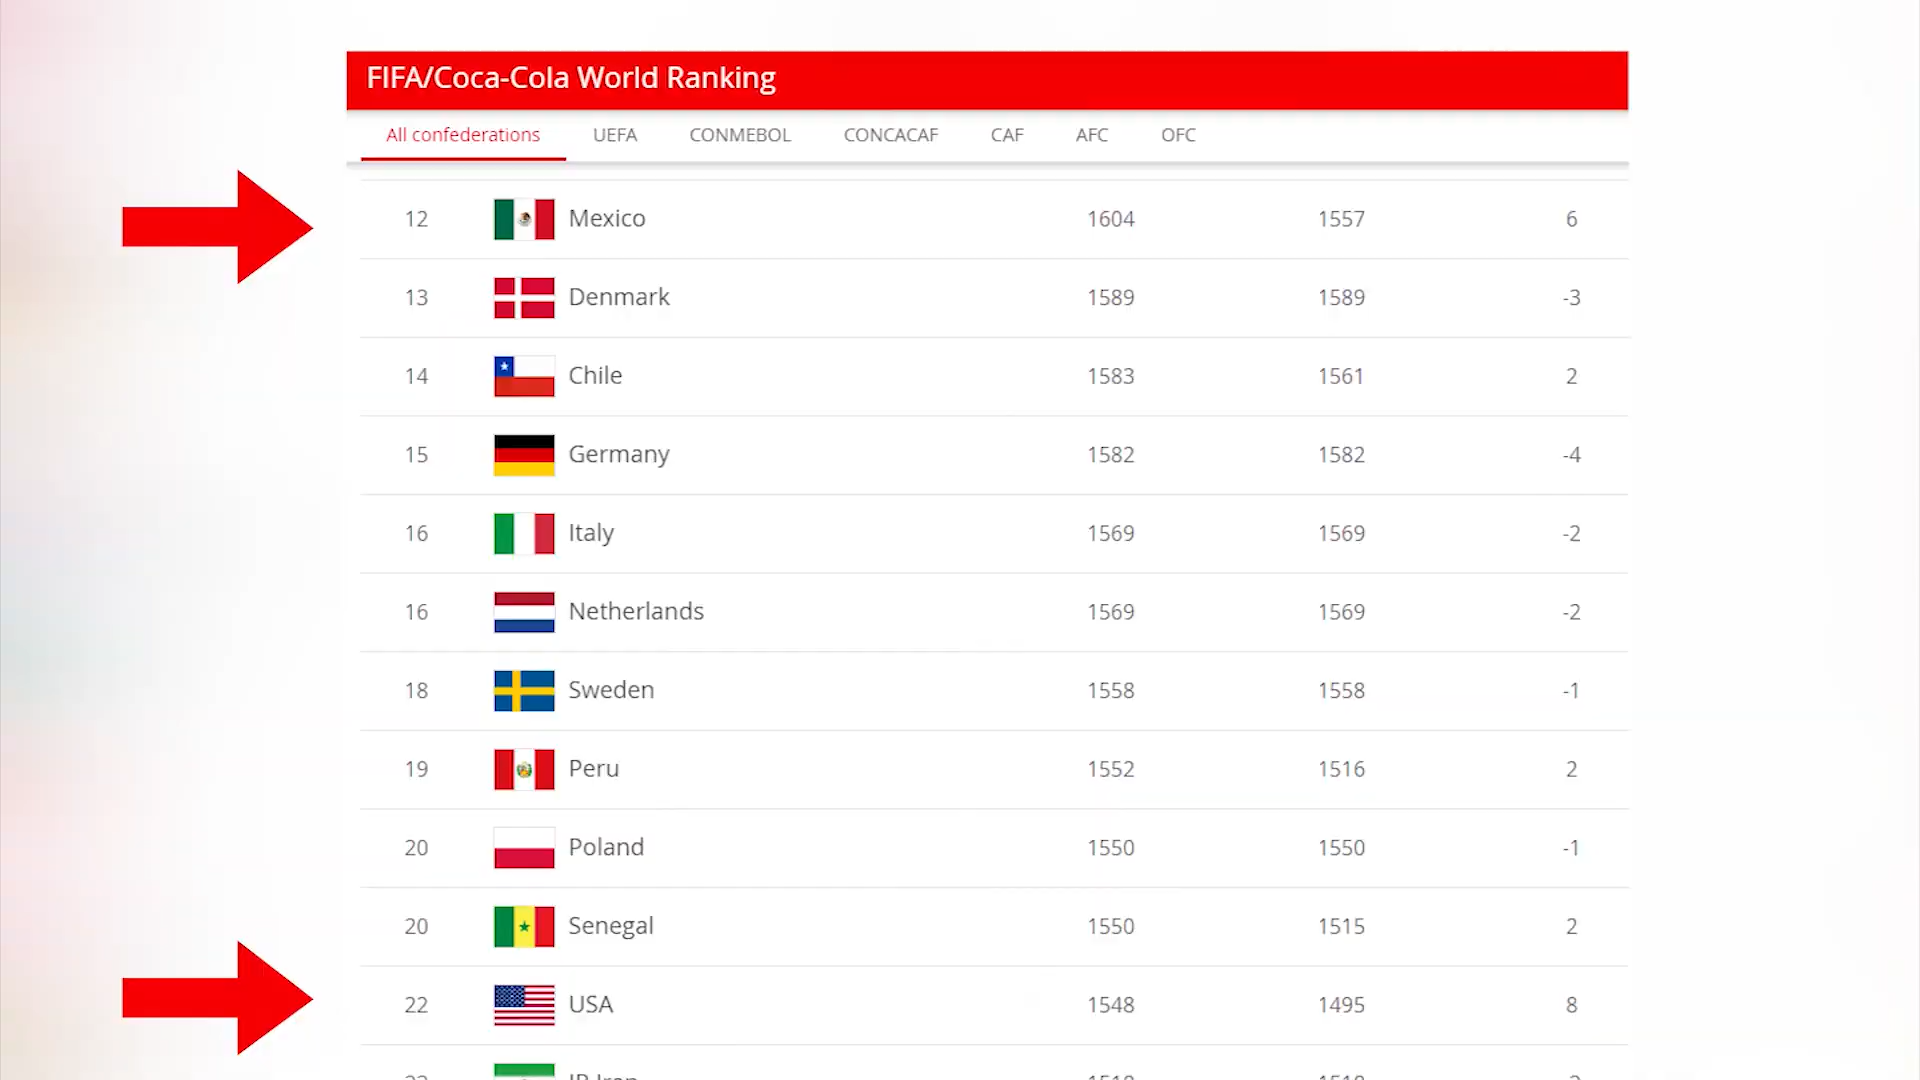 FIFA/Coca-Cola World Ranking
All confederations UEFA CONMEBOL CONCACAF CAF AFC OFC
12 Mexico 1604 1557 6
13 Denmark 1589 1589 -3
14 Chile 1583 1561 2
15 Germany 1582 1582 -4
16 Italy 1569 1569 -2
16 Netherlands 1569 1569 -2
18 Sweden 1558 1558 -1
19 Peru 1552 1516 2
20 Poland 1550 1550 -1
20 Senegal 1550 1515 2
22 USA 1548 1495 8
IR Iran